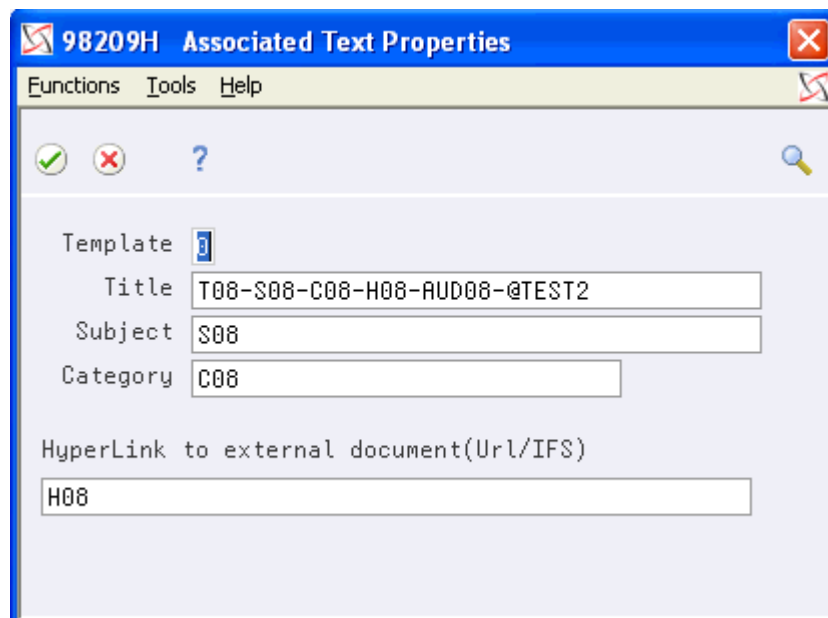 98209H Associated Text Properties
Functions Tools Help
?
Template 0
Title T08-S08-C08-H08-AUD08-@TEST2
Subject S08
Category C08
HyperLink to external document(Url/IFS)
H08